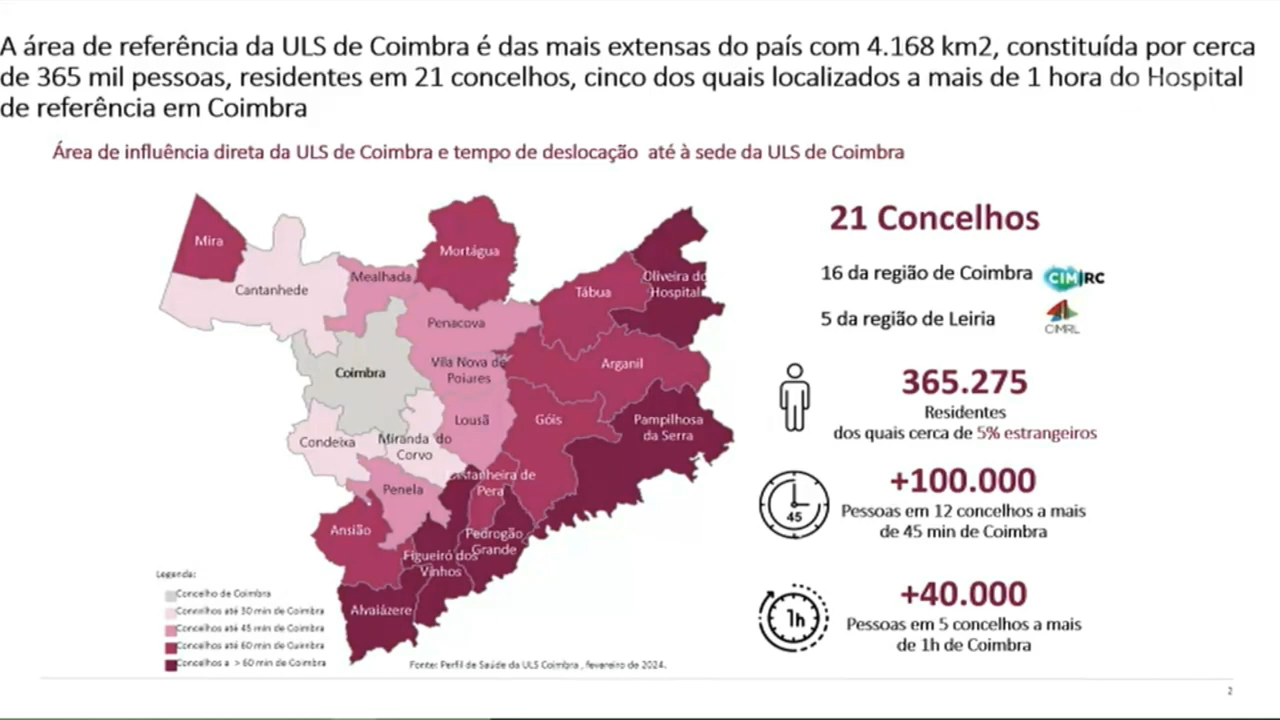 A área de referência da ULS de Coimbra é das mais extensas do país com 4.168 km2, constituída por cerca
de 365 mil pessoas, residentes em 21 concelhos, cinco dos quais localizados a mais de 1 hora do Hospital
de referência em Coimbra
Área de influência direta da ULS de Coimbra e tempo de deslocação até à sede da ULS de Coimbra
Mira
Cantanhede
Mealhada
Mortágua
Penacova
Coimbra
Vila Nova de
Poiares
Tábua
Oliveira do
Hospital
Arganil
Condeixa
Miranda do
Corvo
Lousã
Góis
Pampilhosa
da Serra
Penela
Castanheira de
Pera
Ansião
Pedrogão
Grande
Figueiró dos
Vinhos
Alvaiázere
Legenda:
Concelho de Coimbra
Concelhos até 30 min de Coimbra
Concelhos até 45 min de Coimbra
Concelhos até 60 min de Coimbra
Concelhos a > 60 min de Coimbra
Fonte: Perfil de Saúde da ULS Coimbra , fevereiro de 2024.
21 Concelhos
16 da região de Coimbra
CIM|RC
5 da região de Leiria
CIMRL
365.275
Residentes
dos quais cerca de 5% estrangeiros
45
+100.000
Pessoas em 12 concelhos a mais
de 45 min de Coimbra
1h
+40.000
Pessoas em 5 concelhos a mais
de 1h de Coimbra
2